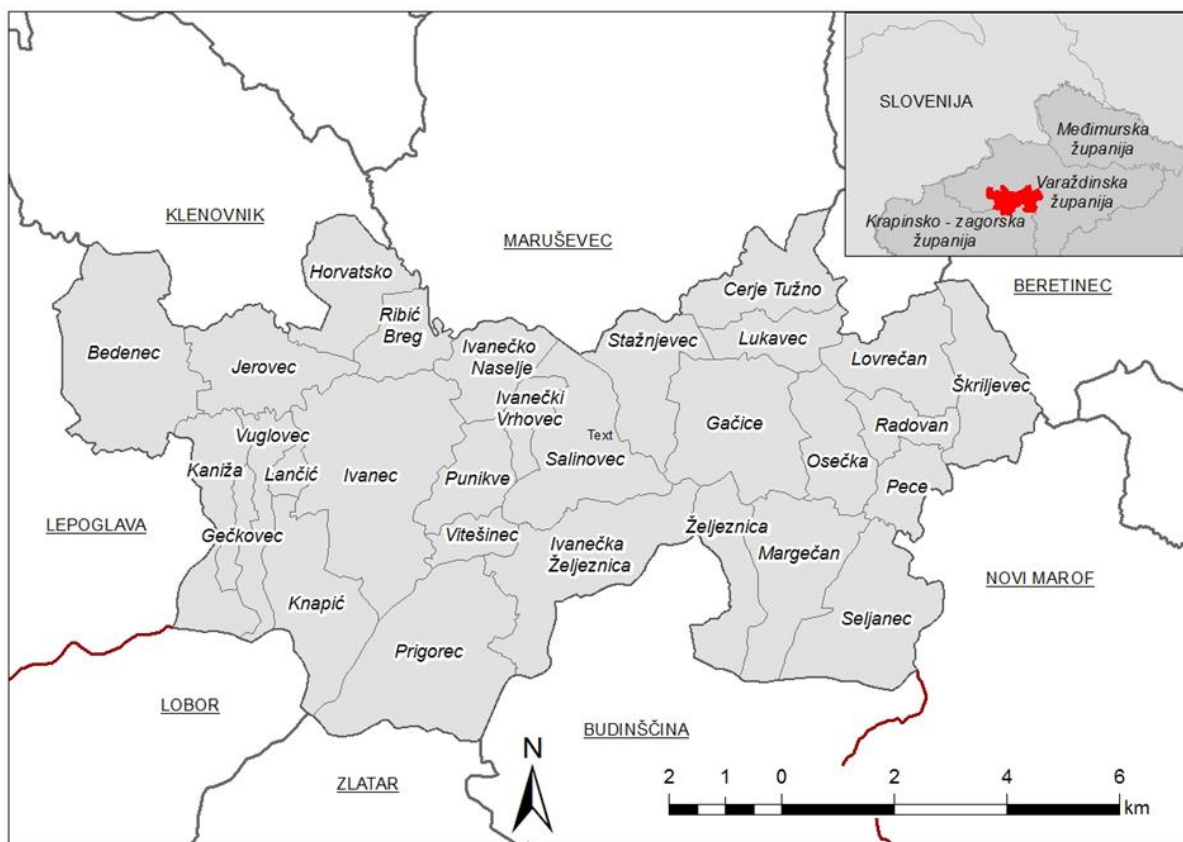 SLOVENIJA
Međimurska
županija
Varaždinska
županija
Krapinsko - zagorska
županija
KLENOVNIK
MARUŠEVEC
BERETINEC
Horvatsko
Cerje Tužno
Ribić
Breg
Bedenec
Jerovec
Ivanečko
Naselje
Stažnjevec
Lukavec
Lovrečan
Škriljevec
Ivanečki
Vrhovec
Vuglovec
Gačice
Radovan
Text
Kaniža
Lančić
Ivanec
Punikve
Salinovec
Osečka
Pece
LEPOGLAVA
Gečkovec
Vitešinec
Ivanečka
Željeznica
Željeznica
Margečan
NOVI MAROF
Knapić
Seljanec
Prigorec
LOBOR
BUDINŠČINA
ZLATAR
N
2 1 0 2 4 6
km